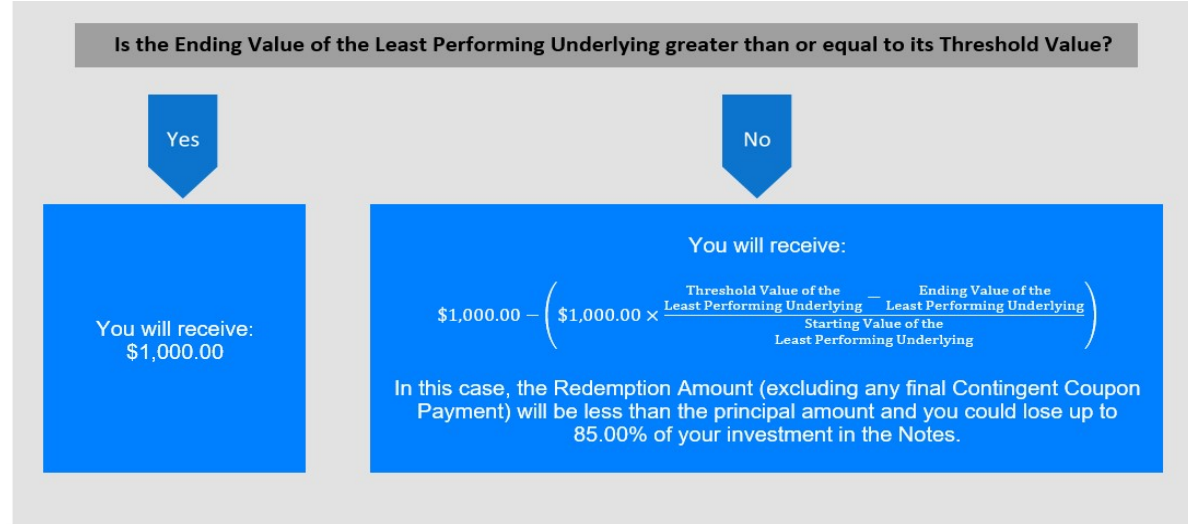 Is the Ending Value of the Least Performing Underlying greater than or equal to its Threshold Value?
Yes
No
You will receive:
$1,000.00
You will receive:
$1,000.00 − ($1,000.00 × (Threshold Value of the Least Performing Underlying − Ending Value of the Least Performing Underlying) / Starting Value of the Least Performing Underlying)
In this case, the Redemption Amount (excluding any final Contingent Coupon
Payment) will be less than the principal amount and you could lose up to
85.00% of your investment in the Notes.